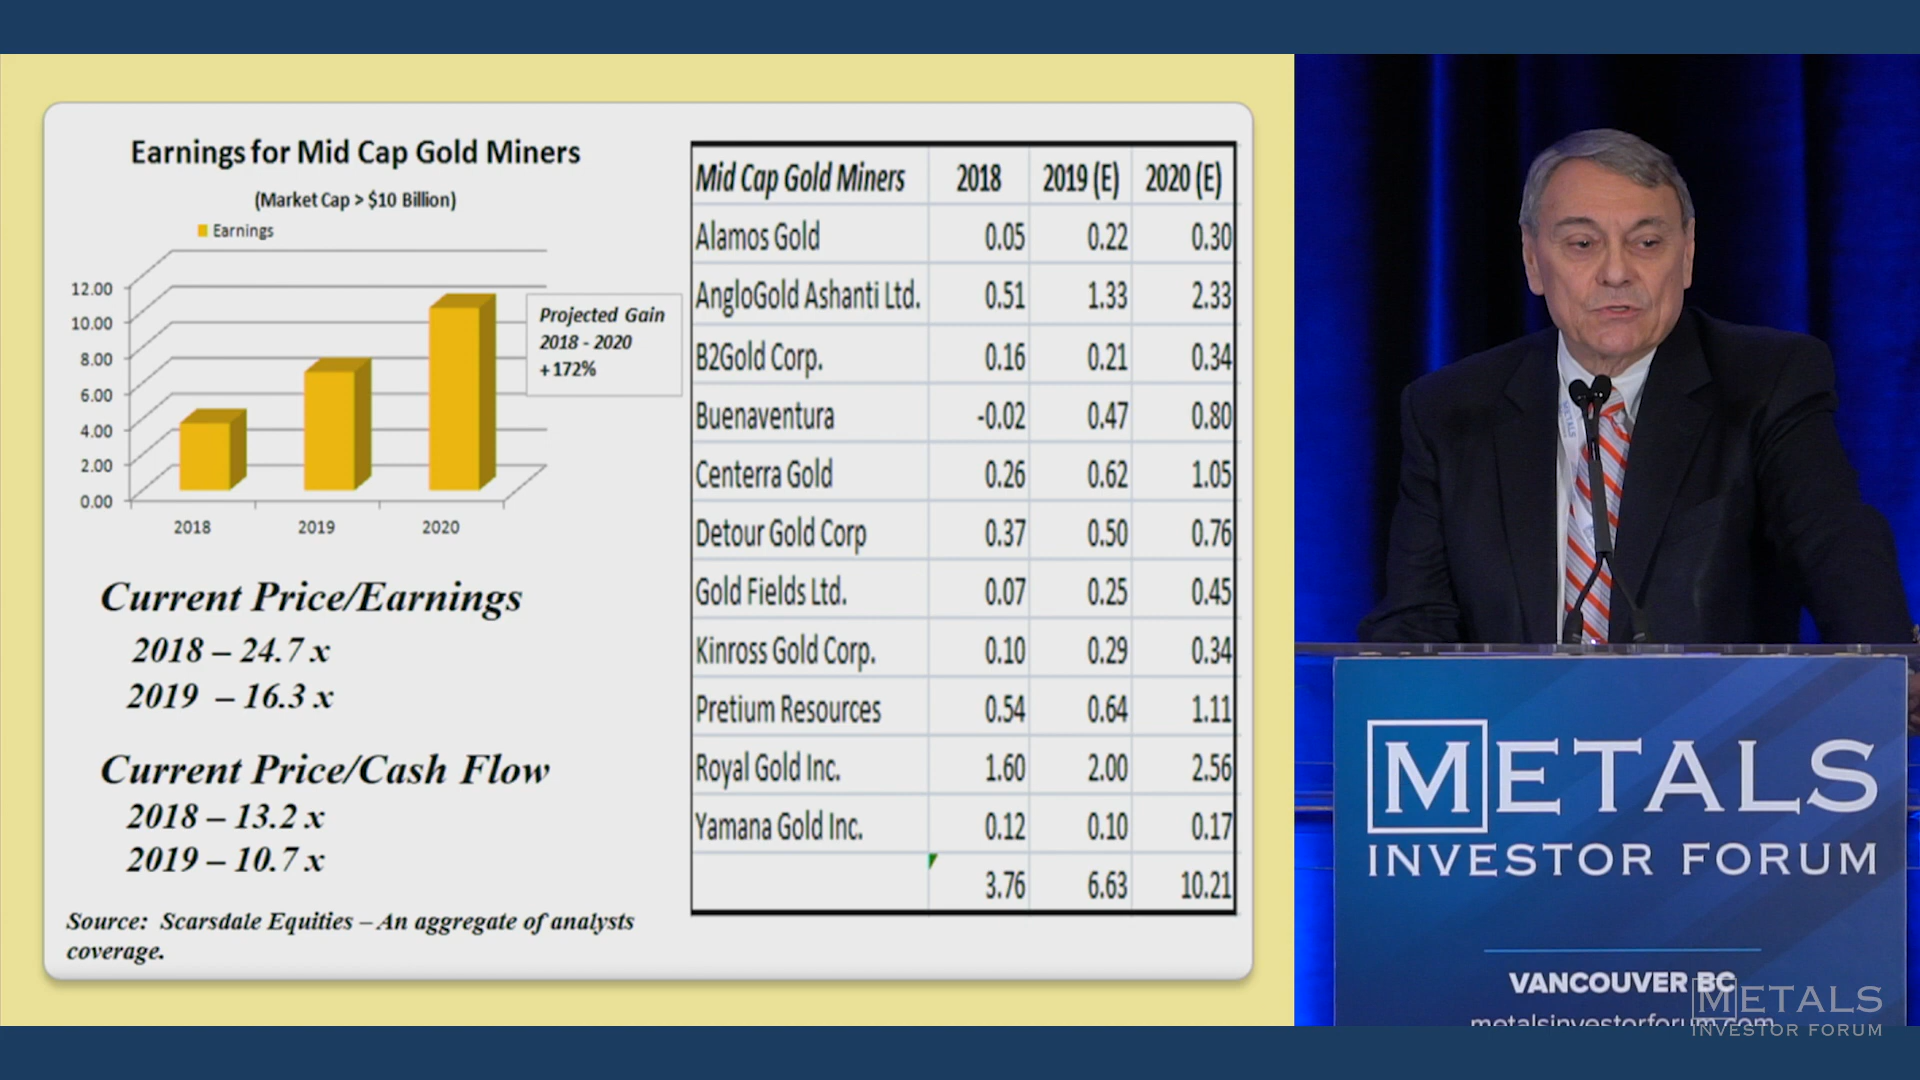 Earnings for Mid Cap Gold Miners
(Market Cap > $10 Billion)
Earnings
12.00
10.00
8.00
6.00
4.00
2.00
0.00
2018 2019 2020
Projected Gain
2018 - 2020
+172%
Current Price/Earnings
2018 – 24.7 x
2019 – 16.3 x
Current Price/Cash Flow
2018 – 13.2 x
2019 – 10.7 x
Source: Scarsdale Equities – An aggregate of analysts
coverage.
Mid Cap Gold Miners 2018 2019 (E) 2020 (E)
Alamos Gold 0.05 0.22 0.30
AngloGold Ashanti Ltd. 0.51 1.33 2.33
B2Gold Corp. 0.16 0.21 0.34
Buenaventura -0.02 0.47 0.80
Centerra Gold 0.26 0.62 1.05
Detour Gold Corp 0.37 0.50 0.76
Gold Fields Ltd. 0.07 0.25 0.45
Kinross Gold Corp. 0.10 0.29 0.34
Pretium Resources 0.54 0.64 1.11
Royal Gold Inc. 1.60 2.00 2.56
Yamana Gold Inc. 0.12 0.10 0.17
3.76 6.63 10.21
METALS
METALS
INVESTOR FORUM
VANCOUVER BC
metalsinvestorforum.com
METALS
INVESTOR FORUM